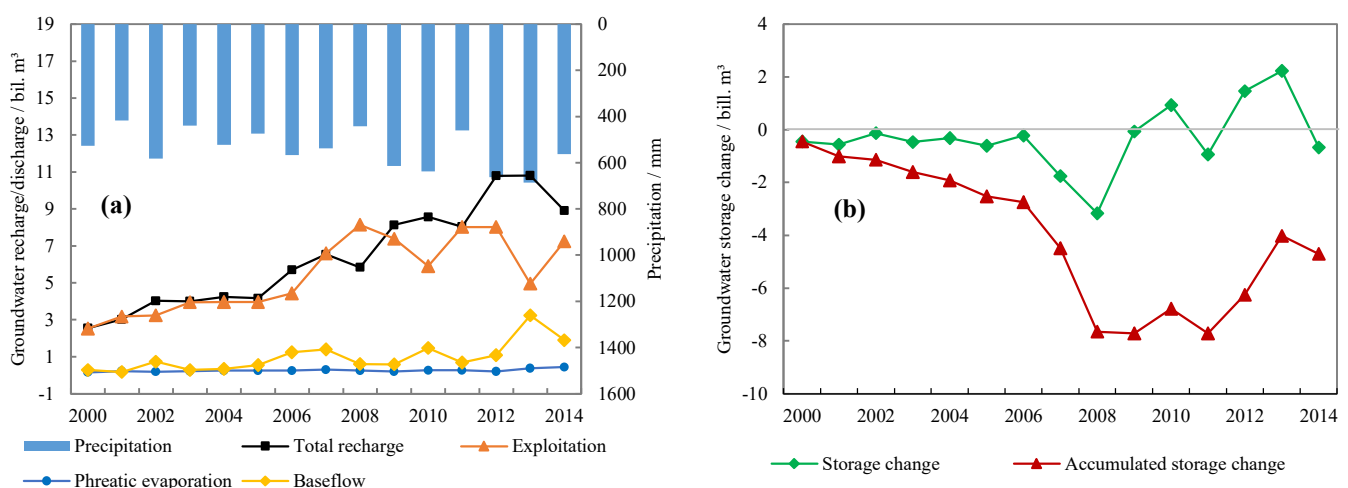 Groundwater recharge/discharge / bil. m³
19
17
15
13
11
9
7
5
3
1
-1
0
200
400
600
800
1000
1200
1400
1600
Precipitation / mm
(a)
2000 2002 2004 2006 2008 2010 2012 2014
Precipitation Total recharge Exploitation
Phreatic evaporation Baseflow
Groundwater storage change / bill. m³
4
2
0
-2
-4
-6
-8
-10
(b)
2000 2002 2004 2006 2008 2010 2012 2014
Storage change Accumulated storage change